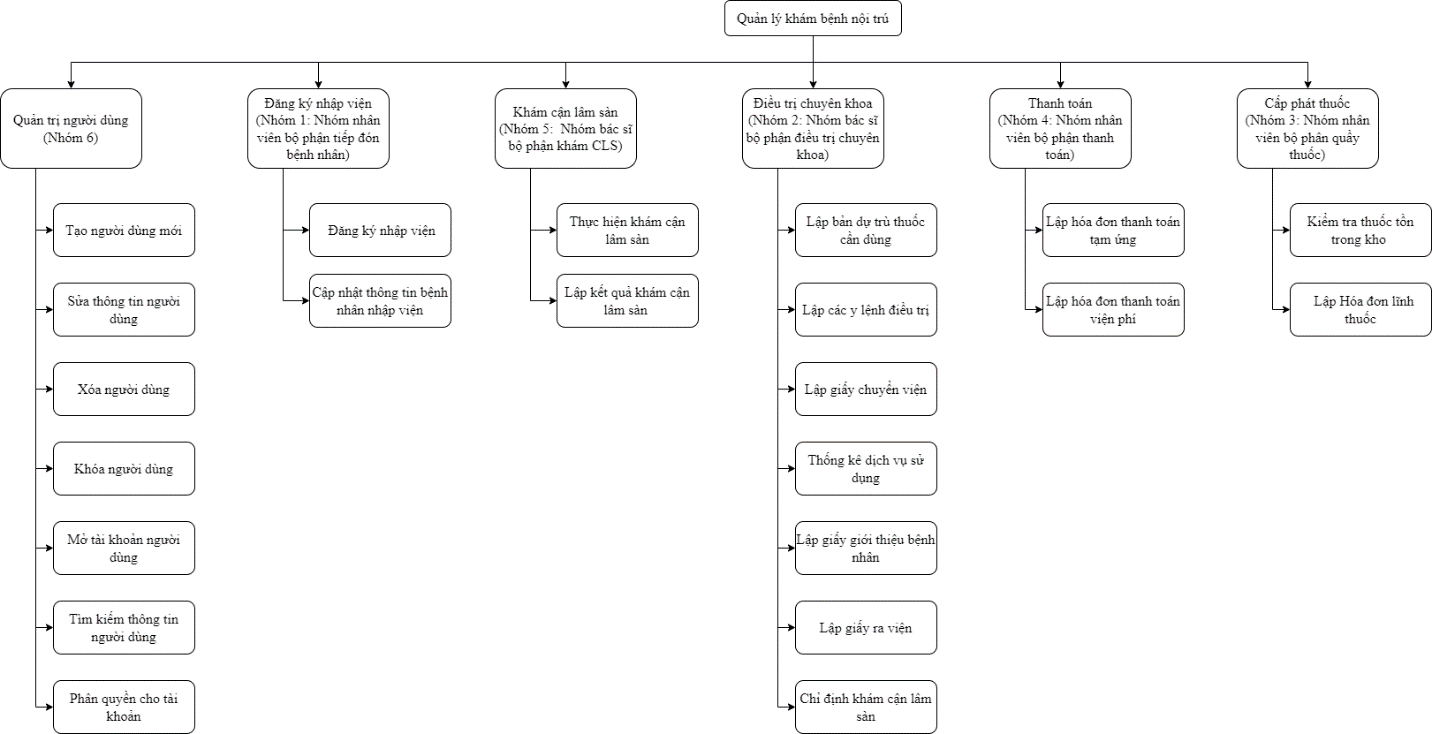 Quản lý khám bệnh nội trú
Quản trị người dùng
(Nhóm 6)
Đăng ký nhập viện
(Nhóm 1: Nhóm nhân
viên bộ phận tiếp đón
bệnh nhân)
Khám cận lâm sàn
(Nhóm 5: Nhóm bác sĩ
bộ phận khám CLS)
Điều trị chuyên khoa
(Nhóm 2: Nhóm bác sĩ
bộ phận điều trị chuyên
khoa)
Thanh toán
(Nhóm 4: Nhóm nhân
viên bộ phận thanh
toán)
Cấp phát thuốc
(Nhóm 3: Nhóm nhân
viên bộ phân quầy
thuốc)
Tạo người dùng mới
Sửa thông tin người
dùng
Xóa người dùng
Khóa người dùng
Mở tài khoản người
dùng
Tìm kiếm thông tin
người dùng
Phân quyền cho tài
khoản
Đăng ký nhập viện
Cập nhật thông tin bệnh
nhân nhập viện
Thực hiện khám cận
lâm sàn
Lập kết quả khám cận
lâm sàn
Lập bản dự trù thuốc
cần dùng
Lập các y lệnh điều trị
Lập giấy chuyển viện
Thống kê dịch vụ sử
dụng
Lập giấy giới thiệu bệnh
nhân
Lập giấy ra viện
Chỉ định khám cận lâm
sàn
Lập hóa đơn thanh toán
tạm ứng
Lập hóa đơn thanh toán
viện phí
Kiểm tra thuốc tồn
trong kho
Lập Hóa đơn lĩnh
thuốc